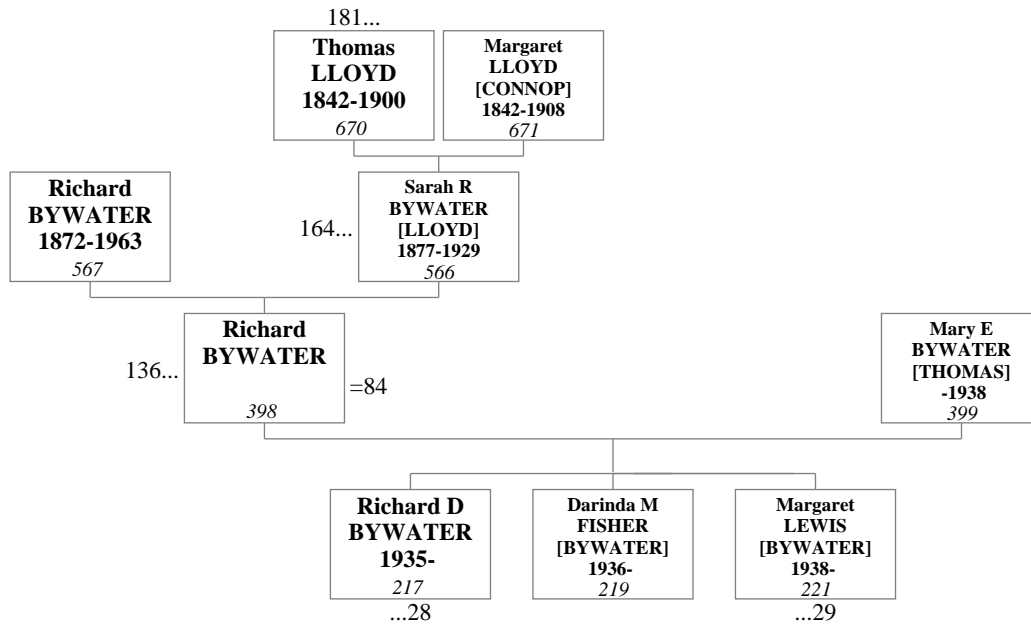 181...
Thomas
LLOYD
1842-1900
670
Margaret
LLOYD
[CONNOP]
1842-1908
671
Richard
BYWATER
1872-1963
567
164...
Sarah R
BYWATER
[LLOYD]
1877-1929
566
136...
Richard
BYWATER
398
=84
Mary E
BYWATER
[THOMAS]
-1938
399
Richard D
BYWATER
1935-
217
...28
Darinda M
FISHER
[BYWATER]
1936-
219
Margaret
LEWIS
[BYWATER]
1938-
221
...29